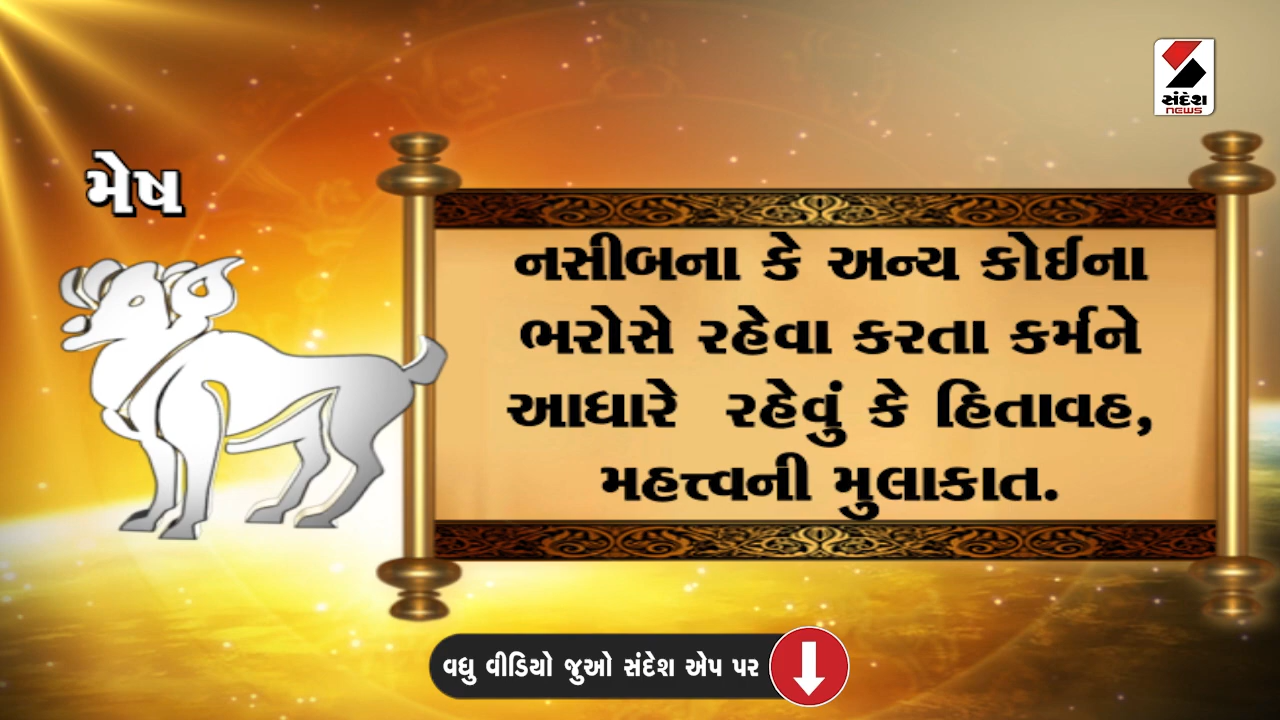 સંદેશ
NEWS
મેષ
નસીબના કે અન્ય કોઈના
ભરોસે રહેવા કરતા કર્મને
આધારે રહેવું કે હિતાવહ,
મહત્ત્વની મુલાકાત.
વધુ વીડિયો જુઓ સંદેશ એપ પર